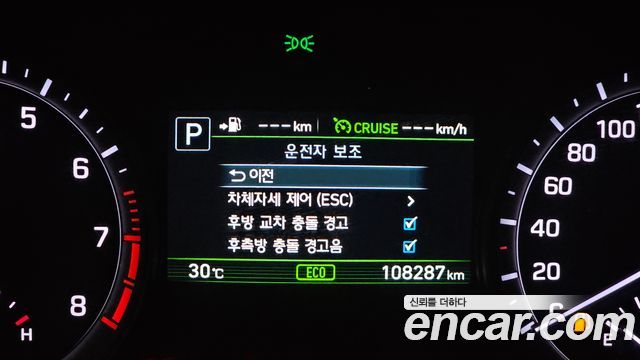 5
6
7
8
H
P
---km
CRUISE ---km/h
운전자 보조
이전
차체자세 제어 (ESC)
후방 교차 충돌 경고
후측방 충돌 경고음
30℃
ECO
108287 km
100
80
60
40
20
E
신뢰를 더하다
encar.com